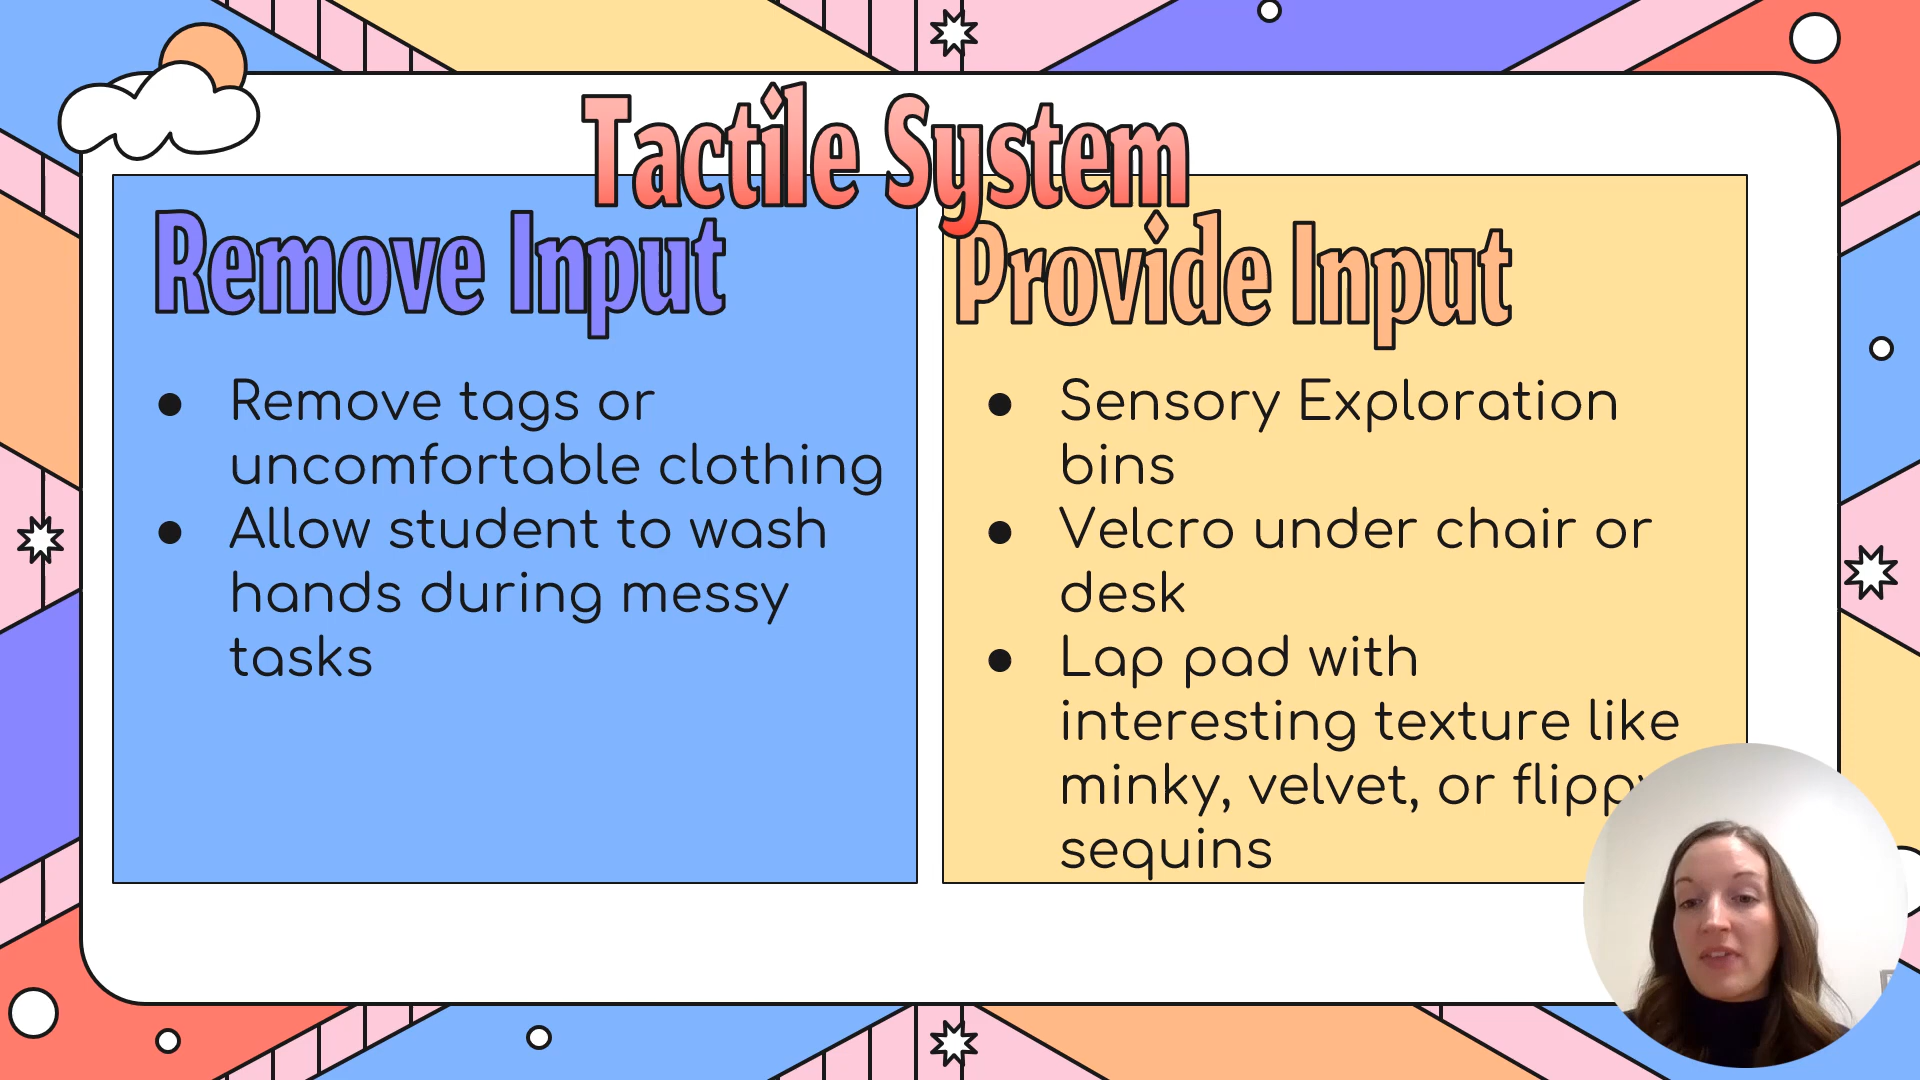 Tactile System
Remove Input
● Remove tags or
uncomfortable clothing
● Allow student to wash
hands during messy
tasks
Provide Input
● Sensory Exploration
bins
● Velcro under chair or
desk
● Lap pad with
interesting texture like
minky, velvet, or
sequins